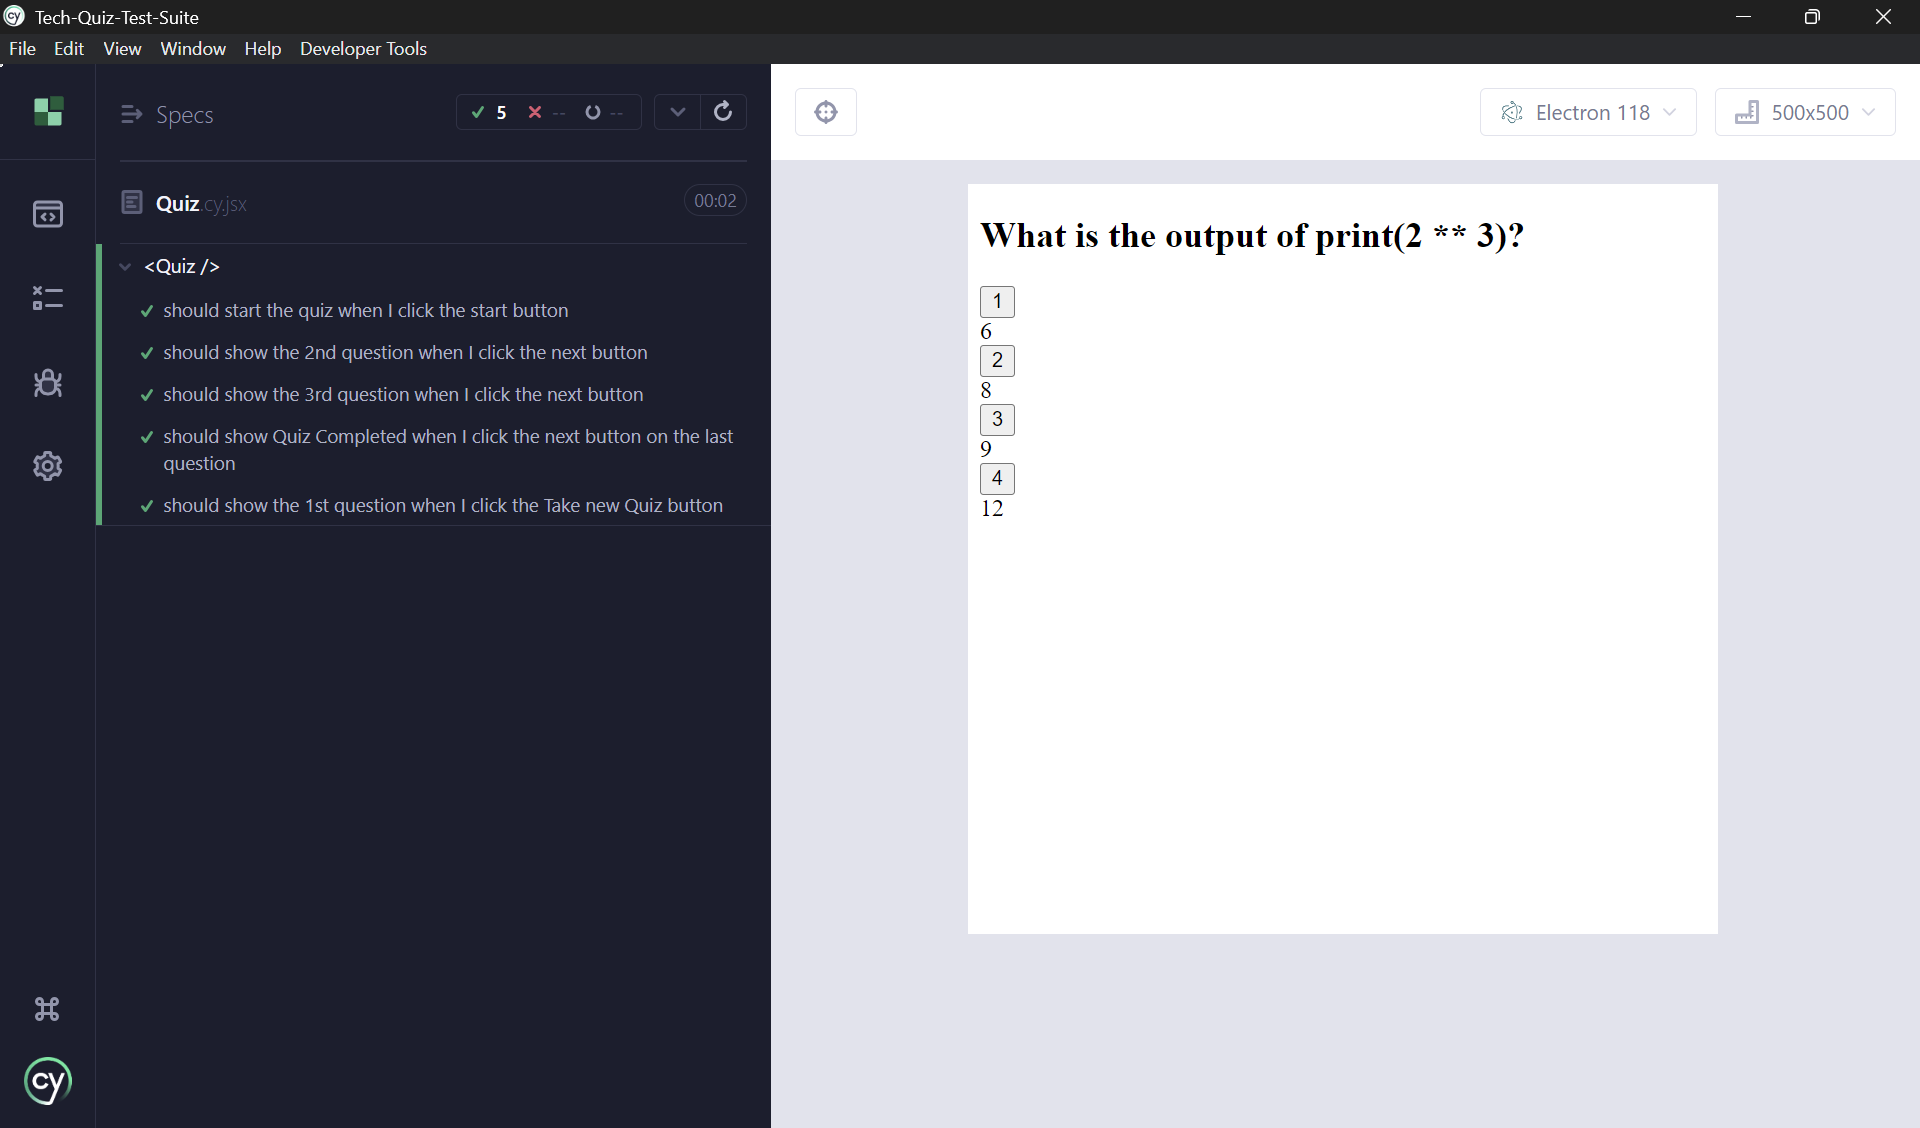 Tech-Quiz-Test-Suite
File Edit View Window Help Developer Tools
Specs
5 -- --
Quiz.cy.jsx 00:02
<Quiz />
should start the quiz when I click the start button
should show the 2nd question when I click the next button
should show the 3rd question when I click the next button
should show Quiz Completed when I click the next button on the last
question
should show the 1st question when I click the Take new Quiz button
cy
Electron 118
500x500
What is the output of print(2 ** 3)?
1
6
2
8
3
9
4
12